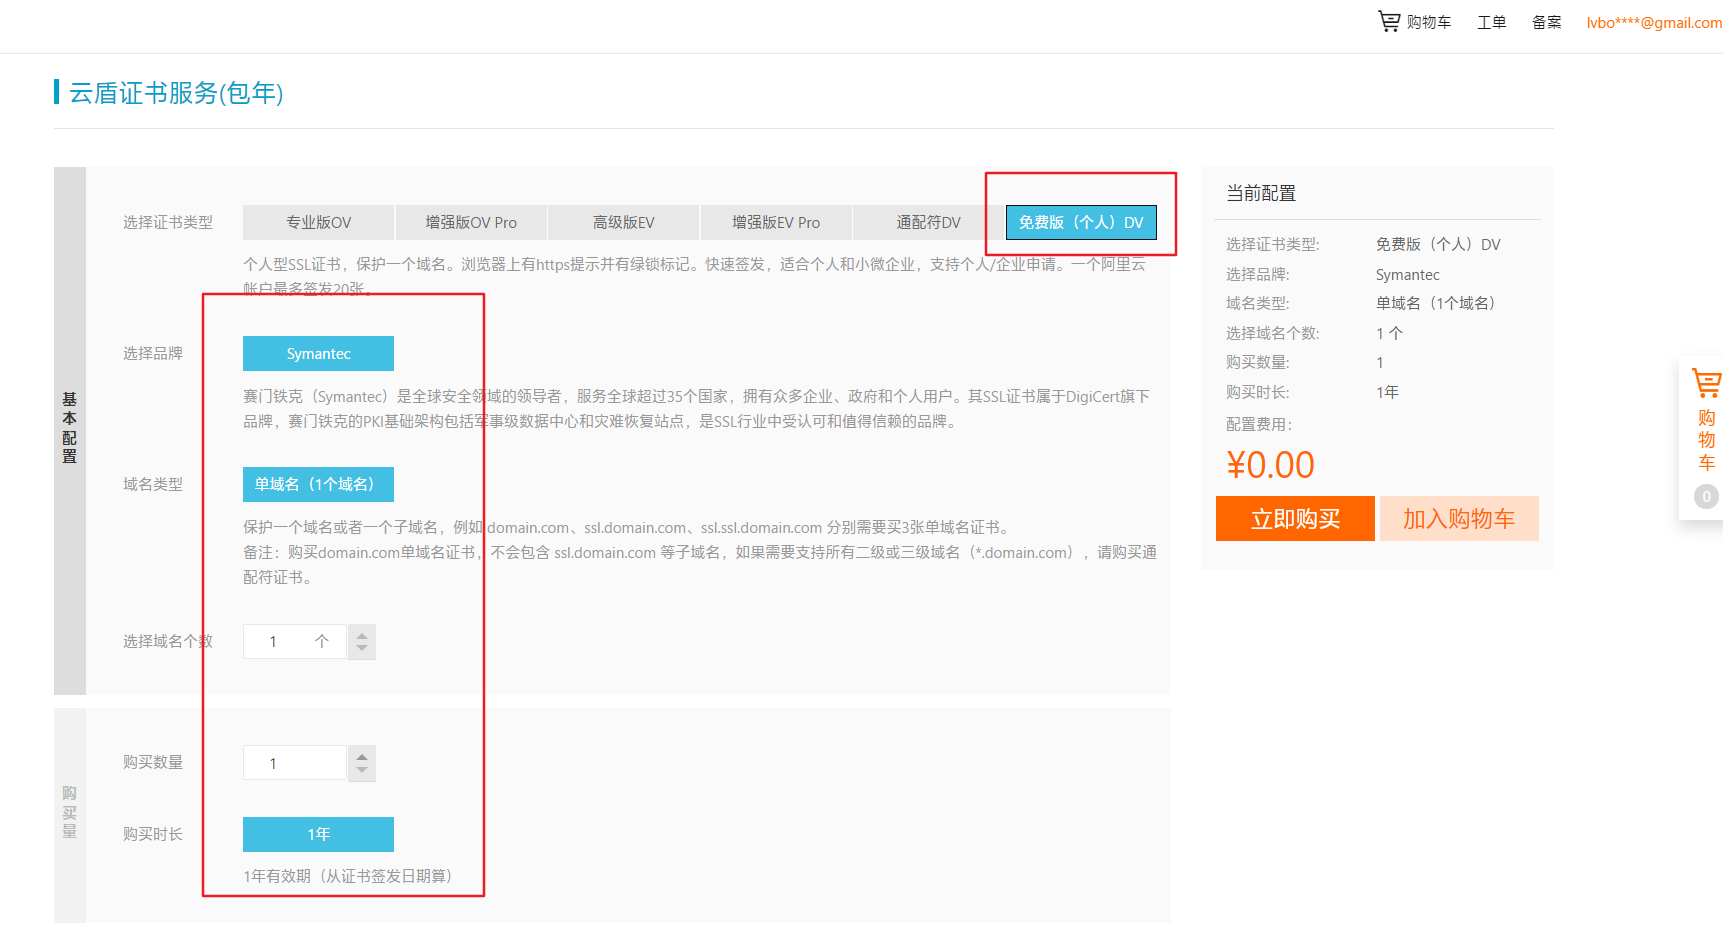 购物车 工单 备案 lvbo****@gmail.com
云盾证书服务(包年)
基本配置
选择证书类型 专业版OV 增强版OV Pro 高级版EV 增强版EV Pro 通配符DV 免费版（个人）DV
个人型SSL证书，保护一个域名。浏览器上有https提示并有绿锁标记。快速签发，适合个人和小微企业，支持个人/企业申请。一个阿里云
帐户最多签发20张。
选择品牌 Symantec
赛门铁克（Symantec）是全球安全领域的领导者，服务全球超过35个国家，拥有众多企业、政府和个人用户。其SSL证书属于DigiCert旗下
品牌，赛门铁克的PKI基础架构包括军事级数据中心和灾难恢复站点，是SSL行业中受认可和值得信赖的品牌。
域名类型 单域名（1个域名）
保护一个域名或者一个子域名，例如 domain.com、ssl.domain.com、ssl.ssl.domain.com 分别需要买3张单域名证书。
备注：购买domain.com单域名证书，不会包含 ssl.domain.com 等子域名，如果需要支持所有二级或三级域名（*.domain.com），请购买通
配符证书。
选择域名个数 1 个
购买量
购买数量 1
购买时长 1年
1年有效期（从证书签发日期算）
当前配置
选择证书类型: 免费版（个人）DV
选择品牌: Symantec
域名类型: 单域名（1个域名）
选择域名个数: 1 个
购买数量: 1
购买时长: 1年
配置费用:
¥0.00
立即购买 加入购物车
购物车
0